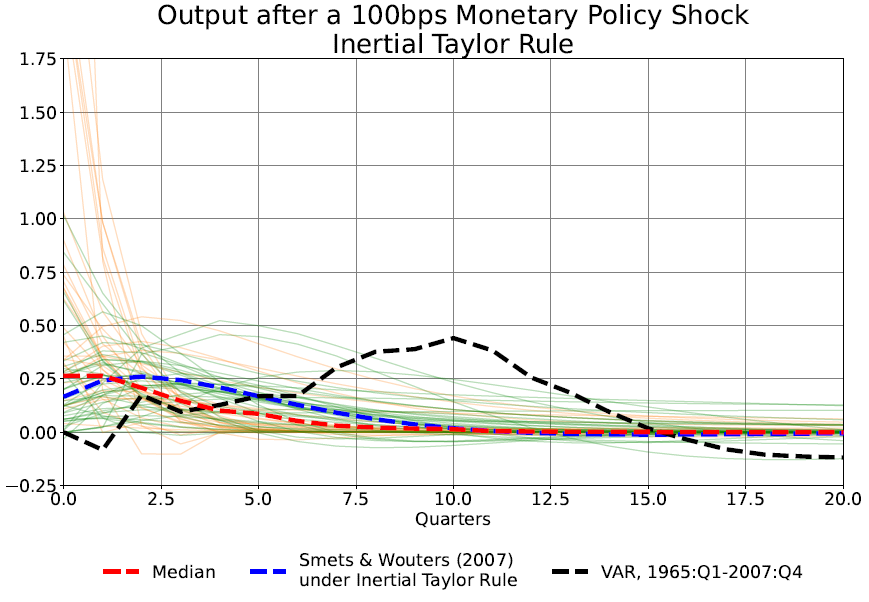 Output after a 100bps Monetary Policy Shock
Inertial Taylor Rule
1.75
1.50
1.25
1.00
0.75
0.50
0.25
0.00
−0.25
0.0 2.5 5.0 7.5 10.0 12.5 15.0 17.5 20.0
Quarters
Median
Smets & Wouters (2007)
under Inertial Taylor Rule
VAR, 1965:Q1-2007:Q4